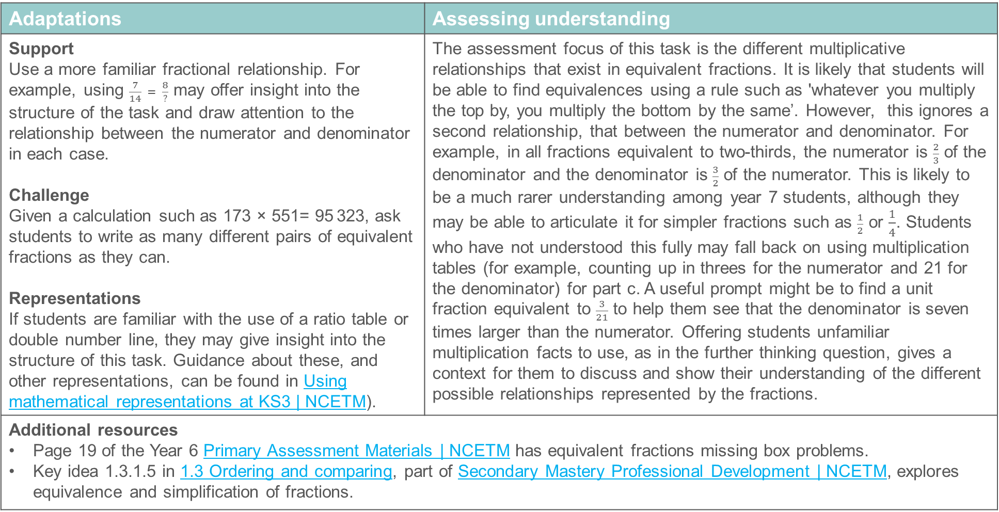 Adaptations
Support
Use a more familiar fractional relationship. For
example, using 7/14 = 8/? may offer insight into the
structure of the task and draw attention to the
relationship between the numerator and denominator
in each case.
Challenge
Given a calculation such as 173 × 551= 95 323, ask
students to write as many different pairs of equivalent
fractions as they can.
Representations
If students are familiar with the use of a ratio table or
double number line, they may give insight into the
structure of this task. Guidance about these, and
other representations, can be found in Using
mathematical representations at KS3 | NCETM).
Assessing understanding
The assessment focus of this task is the different multiplicative
relationships that exist in equivalent fractions. It is likely that students will
be able to find equivalences using a rule such as 'whatever you multiply
the top by, you multiply the bottom by the same’. However, this ignores a
second relationship, that between the numerator and denominator. For
example, in all fractions equivalent to two-thirds, the numerator is 2/3 of the
denominator and the denominator is 3/2 of the numerator. This is likely to
be a much rarer understanding among year 7 students, although they
may be able to articulate it for simpler fractions such as 1/2 or 1/4. Students
who have not understood this fully may fall back on using multiplication
tables (for example, counting up in threes for the numerator and 21 for
the denominator) for part c. A useful prompt might be to find a unit
fraction equivalent to 3/21 to help them see that the denominator is seven
times larger than the numerator. Offering students unfamiliar
multiplication facts to use, as in the further thinking question, gives a
context for them to discuss and show their understanding of the different
possible relationships represented by the fractions.
Additional resources
• Page 19 of the Year 6 Primary Assessment Materials | NCETM has equivalent fractions missing box problems.
• Key idea 1.3.1.5 in 1.3 Ordering and comparing, part of Secondary Mastery Professional Development | NCETM, explores
equivalence and simplification of fractions.